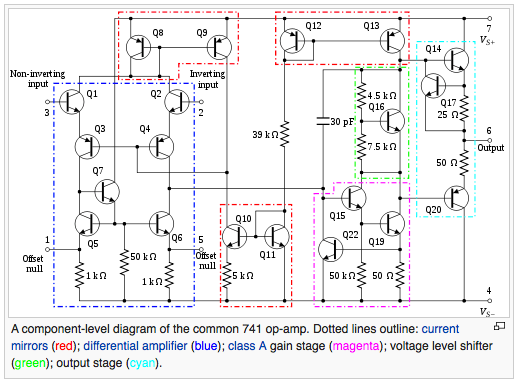 Q8
Q9
Q12
Q13
7
V_S+
Q14
Non-inverting
input
Inverting
input
Q1
Q2
3
2
4.5 kΩ
Q16
Q17
25 Ω
30 pF
6
Output
Q3
Q4
39 kΩ
7.5 kΩ
50 Ω
Q7
Q15
Q20
Q10
Q11
1
Q5
Q6
5
Q22
Q19
Offset
null
Offset
null
50 kΩ
1 kΩ
1 kΩ
5 kΩ
50 kΩ
50 Ω
4
V_S−
A component-level diagram of the common 741 op-amp. Dotted lines outline: current
mirrors (red); differential amplifier (blue); class A gain stage (magenta); voltage level shifter
(green); output stage (cyan).